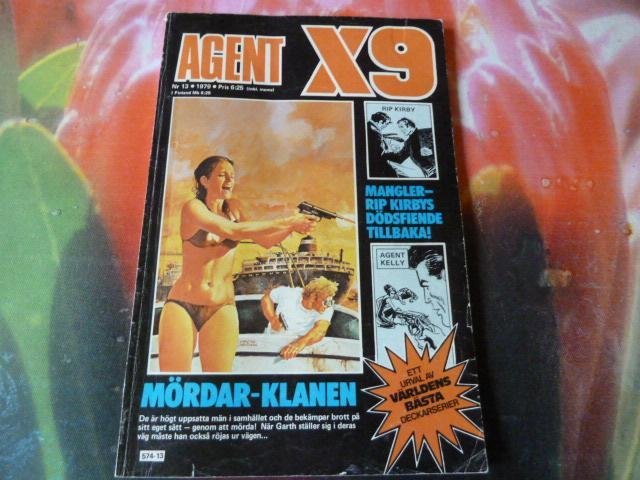 AGENT X9
Nr 13 • 1979 • Pris 6:25 (inkl. moms)
I Finland Mk 6:25
RIP KIRBY
MANGLER–
RIP KIRBYS
DÖDSFIENDE
TILLBAKA!
AGENT
KELLY
ETT
URVAL AV
VÄRLDENS
BÄSTA
DECKARSERIER
MÖRDAR-KLANEN
De är högt uppsatta män i samhället och de bekämpar brott på
sitt eget sätt – genom att mörda! När Garth ställer sig i deras
väg måste han också röjas ur vägen...
574-13